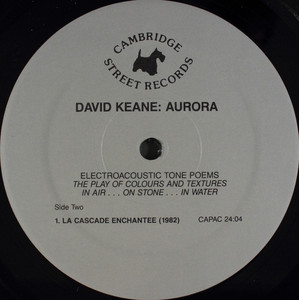 CAMBRIDGE
STREET RECORDS
DAVID KEANE: AURORA
ELECTROACOUSTIC TONE POEMS
THE PLAY OF COLOURS AND TEXTURES
IN AIR . . . ON STONE . . . IN WATER
Side Two
1. LA CASCADE ENCHANTEE (1982) CAPAC 24:04